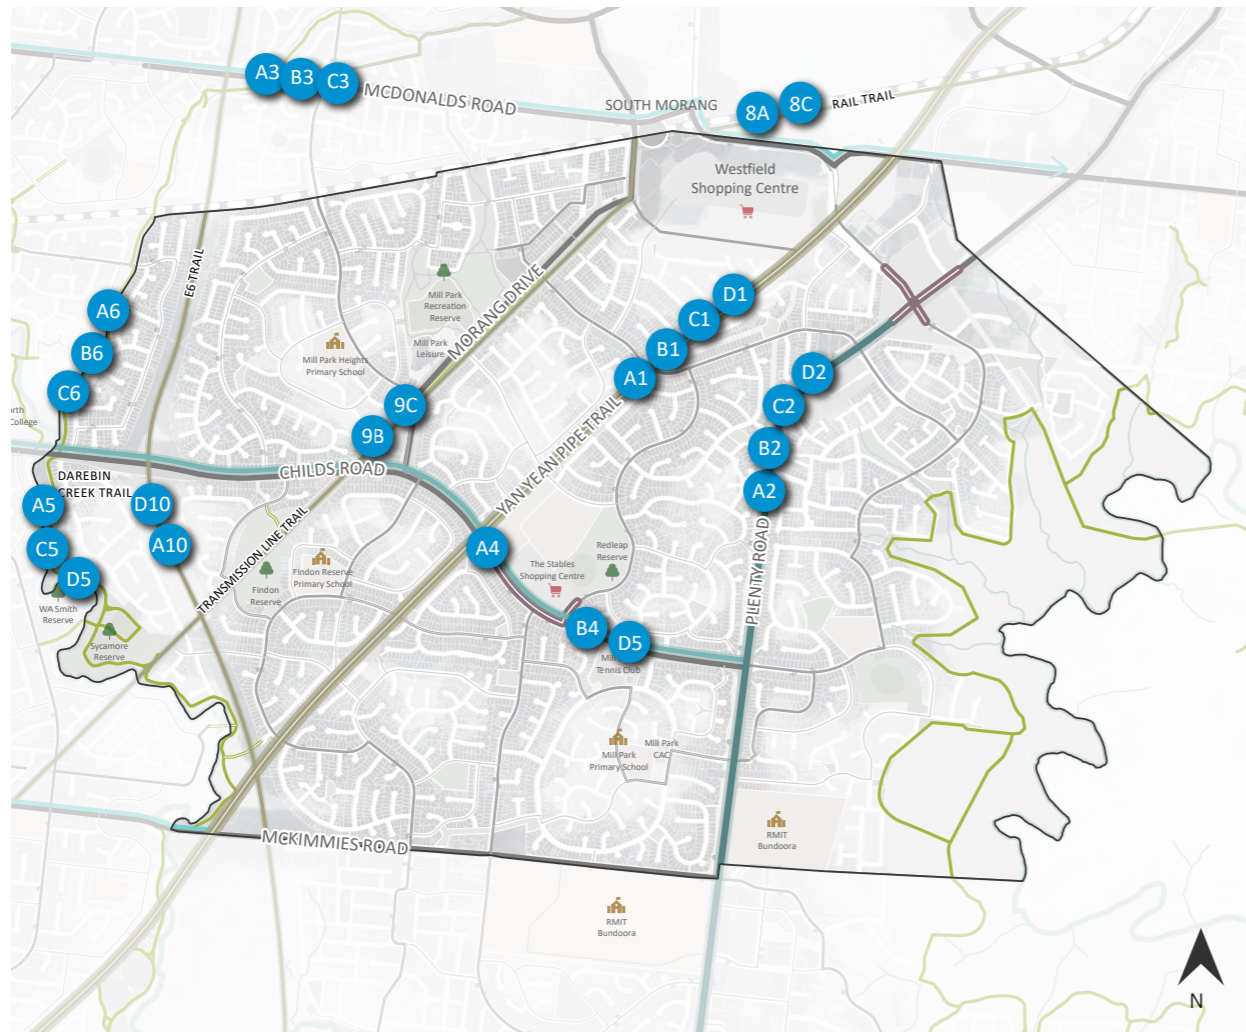 A3
B3
C3
MCDONALDS ROAD
SOUTH MORANG
8A
8C
RAIL TRAIL
Westfield
Shopping Centre
E6 TRAIL
Mill Park
Recreation
Reserve
Mill Park
Leisure
MORANG DRIVE
Mill Park Heights
Primary School
A6
B6
C6
D1
C1
B1
A1
D2
C2
B2
A2
9C
9B
orth
College
CHILDS ROAD
YAN YEAN PIPE TRAIL
DAREBIN
CREEK TRAIL
A5
C5
D5
D10
A10
TRANSMISSION LINE TRAIL
A4
Redleap
Reserve
The Stables
Shopping Centre
Findon
Reserve
Findon Reserve
Primary School
PLENTY ROAD
WA Smith
Reserve
Sycamore
Reserve
B4
D5
Mill
Tennis Club
Mill Park
Primary School
Mill Park
CAC
MCKIMMIES ROAD
RMIT
Bundoora
RMIT
Bundoora
N